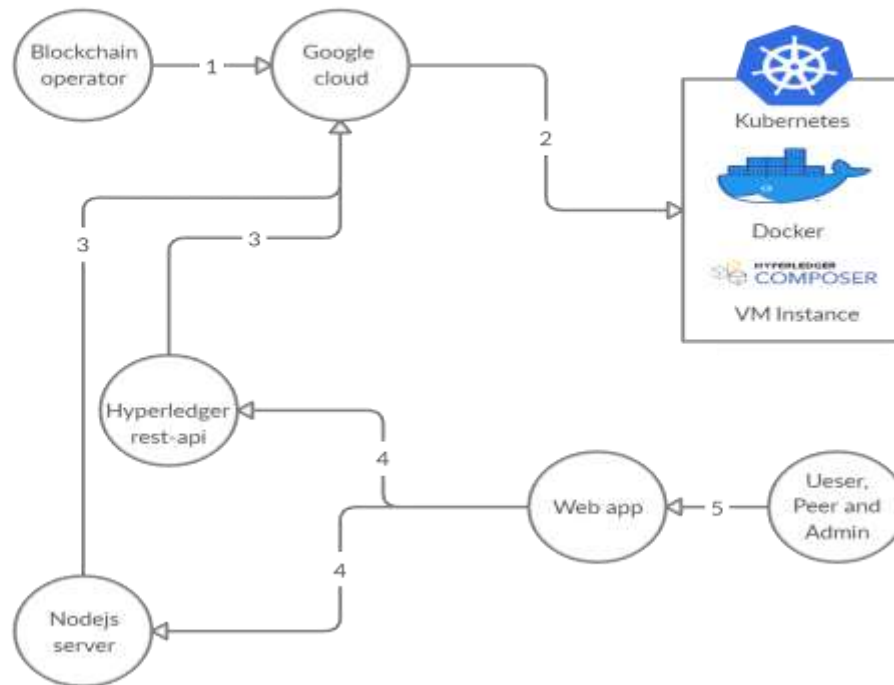 Blockchain
operator
1
Google
cloud
2
Kubernetes
Docker
HYPERLEDGER
COMPOSER
VM Instance
3
3
Hyperledger
rest-api
4
Web app
5
Ueser,
Peer and
Admin
4
Nodejs
server